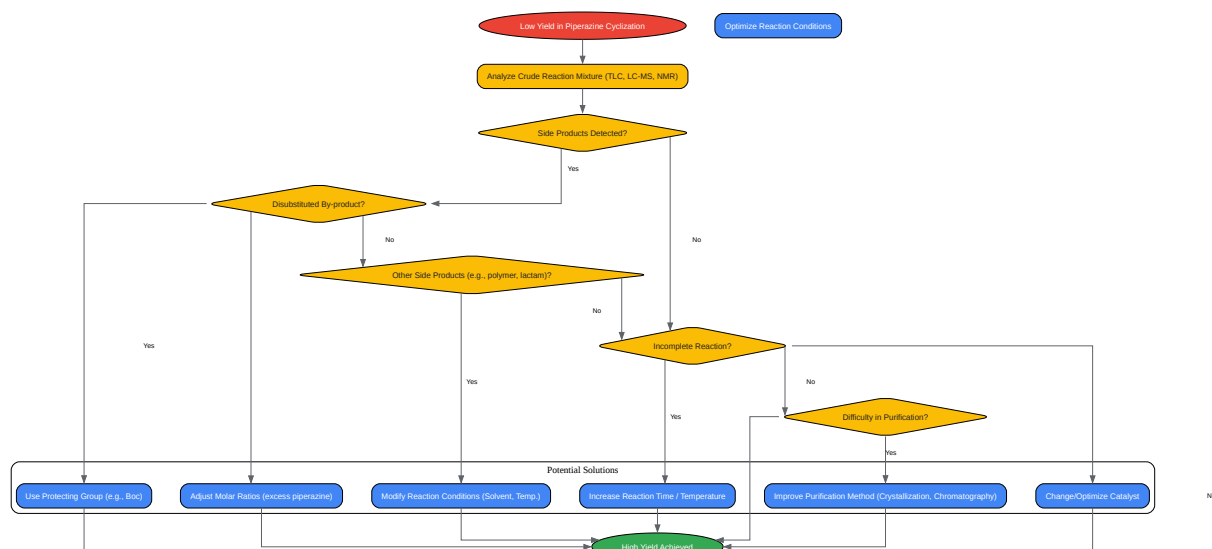 Low Yield in Piperazine Cyclization
Optimize Reaction Conditions
Analyze Crude Reaction Mixture (TLC, LC-MS, NMR)
Side Products Detected?
Yes
Disubstituted By-product?
No
No
Other Side Products (e.g., polymer, lactam)?
No
Yes
Incomplete Reaction?
Yes
No
Yes
Difficulty in Purification?
Yes
Potential Solutions
Use Protecting Group (e.g., Boc)
Adjust Molar Ratios (excess piperazine)
Modify Reaction Conditions (Solvent, Temp.)
Increase Reaction Time / Temperature
Improve Purification Method (Crystallization, Chromatography)
Change/Optimize Catalyst
N
High Yield Achieved